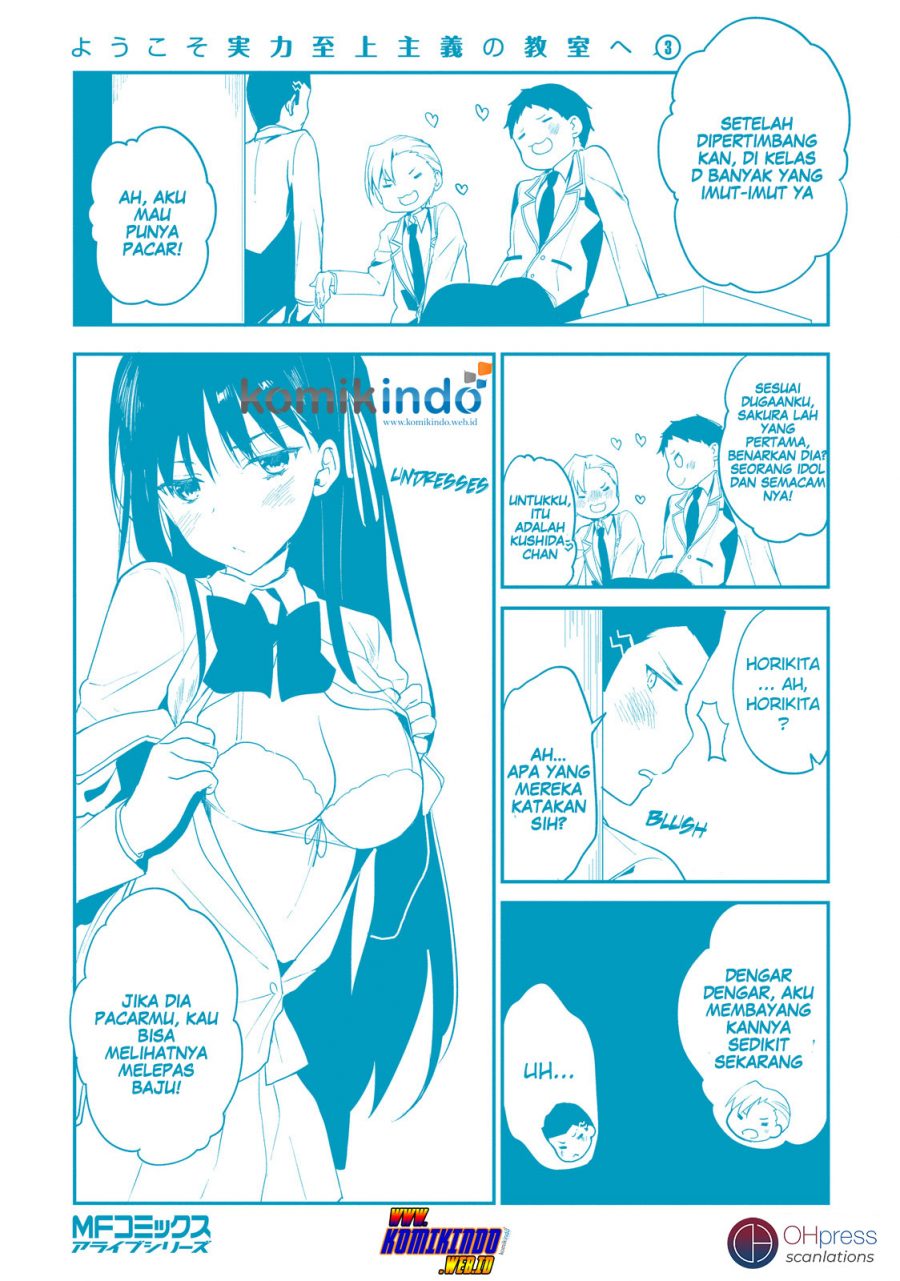 ようこそ実力至上主義の教室へ③
SETELAH
DIPERTIMBANG
KAN, DI KELAS
D BANYAK YANG
IMUT-IMUT YA
AH, AKU
MAU
PUNYA
PACAR!
SESUAI
DUGAANKU,
SAKURA LAH
YANG
PERTAMA,
BENARKAN DIA?
SEORANG IDOL
DAN SEMACAM
NYA!
UNTUKKU,
ITU
ADALAH
KUSHIDA-
CHAN
HORIKITA
... AH,
HORIKITA
?
AH...
APA YANG
MEREKA
KATAKAN
SIH?
BLUSH
DENGAR
DENGAR, AKU
MEMBAYANG
KANNYA
SEDIKIT
SEKARANG
UH...
komikindo
www.komikindo.web.id
UNDRESSES
JIKA DIA
PACARMU, KAU
BISA
MELIHATNYA
MELEPAS
BAJU!
MFコミックス
アライブシリーズ
WWW.
KOMIKINDO
.WEB.ID
OHpress
scanlations